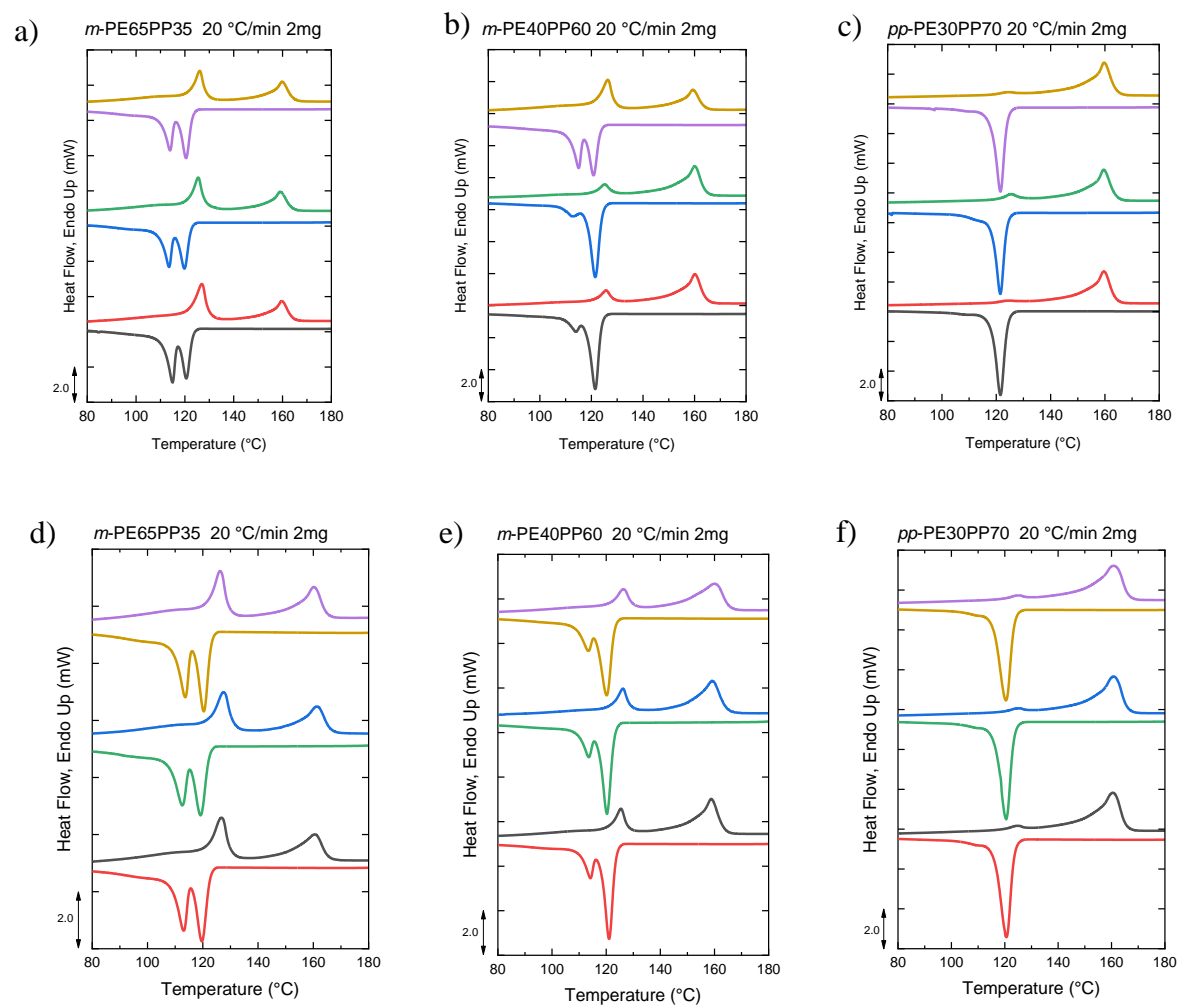 a)
m-PE65PP35 20 °C/min 2mg
Heat Flow, Endo Up (mW)
2.0
80 100 120 140 160 180
Temperature (°C)
b)
m-PE40PP60 20 °C/min 2mg
Heat Flow, Endo Up (mW)
2.0
80 100 120 140 160 180
Temperature (°C)
c)
pp-PE30PP70 20 °C/min 2mg
Heat Flow, Endo Up (mW)
2.0
80 100 120 140 160 180
Temperature (°C)
d)
m-PE65PP35 20 °C/min 2mg
Heat Flow, Endo Up (mW)
2.0
80 100 120 140 160 180
Temperature (°C)
e)
m-PE40PP60 20 °C/min 2mg
Heat Flow, Endo Up (mW)
2.0
80 100 120 140 160 180
Temperature (°C)
f)
pp-PE30PP70 20 °C/min 2mg
Heat Flow, Endo Up (mW)
2.0
80 100 120 140 160 180
Temperature (°C)